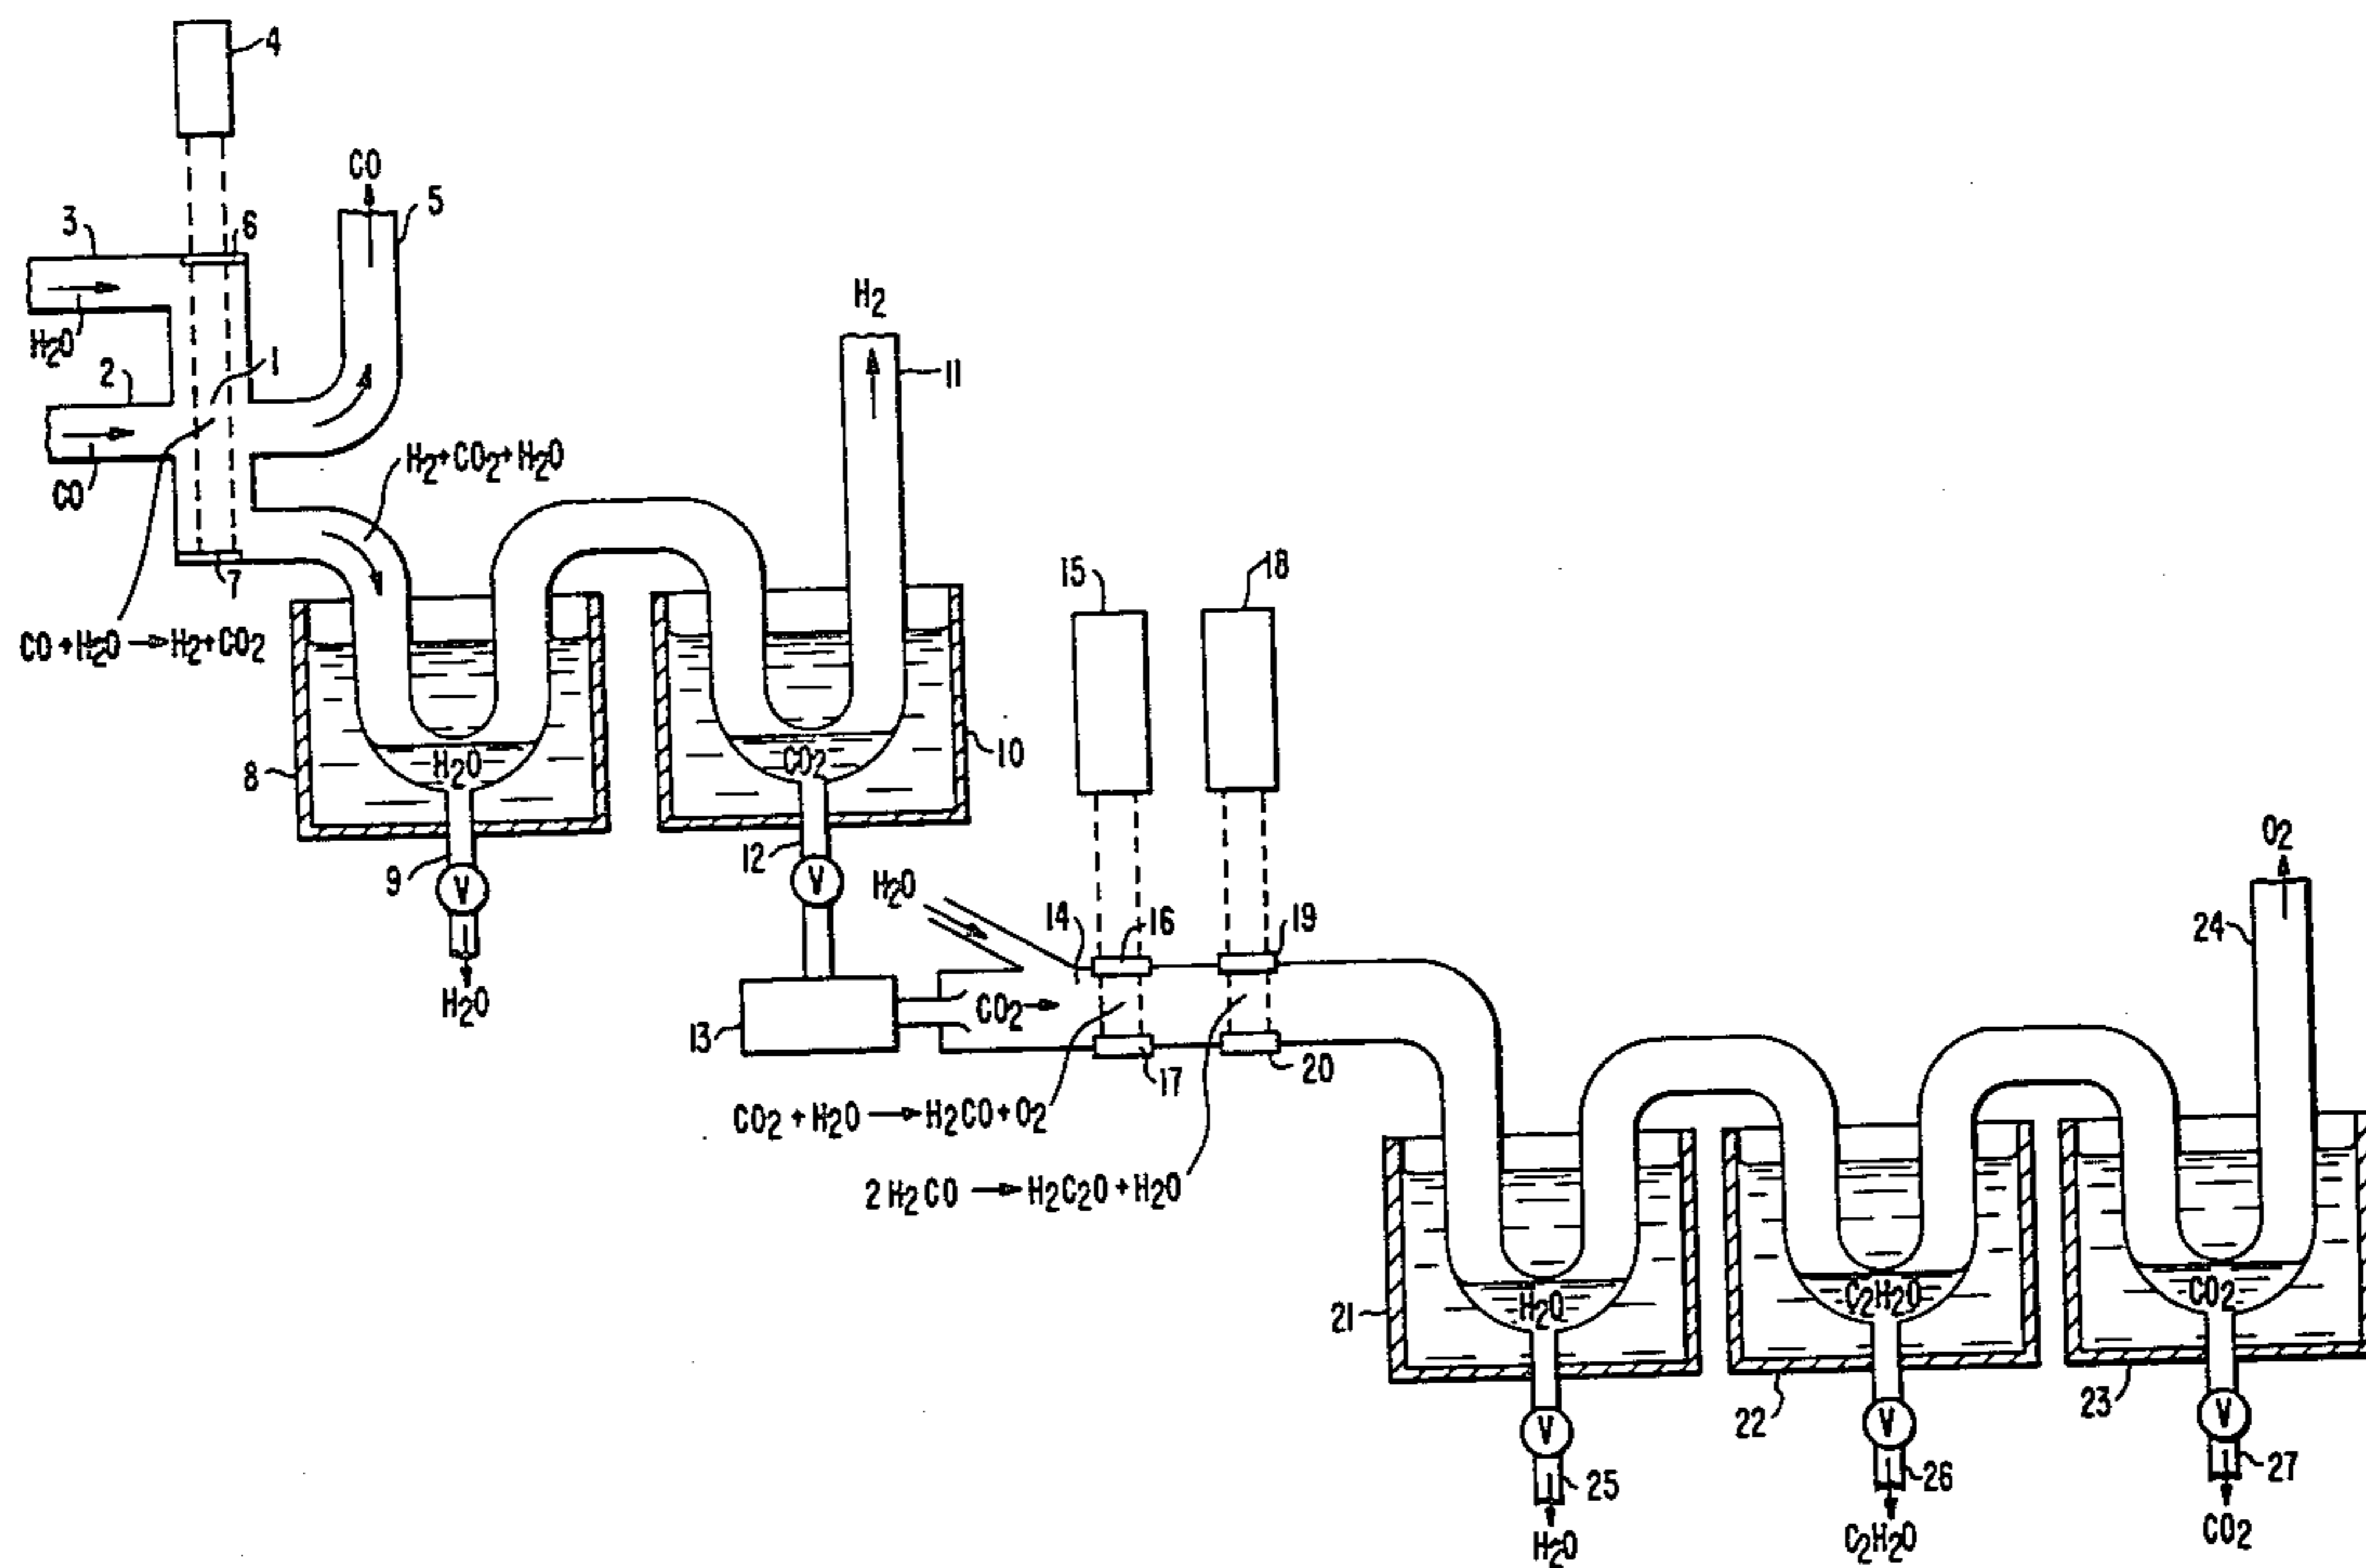 4
CO
5
3
6
H2O
2
1
CO
H2+CO2+H2O
7
CO+H2O→H2+CO2
H2
11
8
H2O
CO2
10
9
V
12
V
H2O
15
18
H2O
14
16
19
13
CO2→
17
20
CO2+H2O→H2CO+O2
2H2CO→H2C2O+H2O
O2
24
21
H2O
C2H2O
CO2
22
23
V
V
V
25
26
27
H2O
C2H2O
CO2